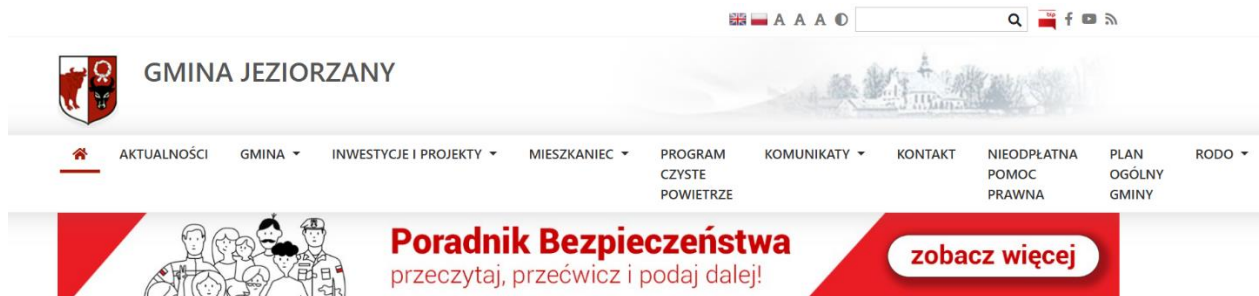 A A A
bip
GMINA JEZIORZANY
AKTUALNOŚCI
GMINA
INWESTYCJE I PROJEKTY
MIESZKANIEC
PROGRAM
CZYSTE
POWIETRZE
KOMUNIKATY
KONTAKT
NIEODPŁATNA
POMOC
PRAWNA
PLAN
OGÓLNY
GMINY
RODO
Poradnik Bezpieczeństwa
przeczytaj, przećwicz i podaj dalej!
zobacz więcej